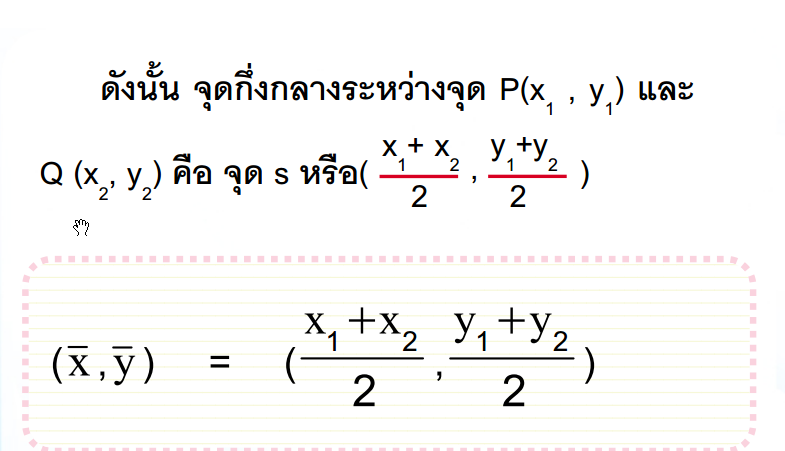 ดังนั้น จุดกึ่งกลางระหว่างจุด P(x₁ , y₁) และ
Q (x₂, y₂) คือ จุด s หรือ( x₁+ x₂ / 2 , y₁+y₂ / 2 )
(x̅ , y̅) = ( x₁+x₂ / 2 , y₁+y₂ / 2 )